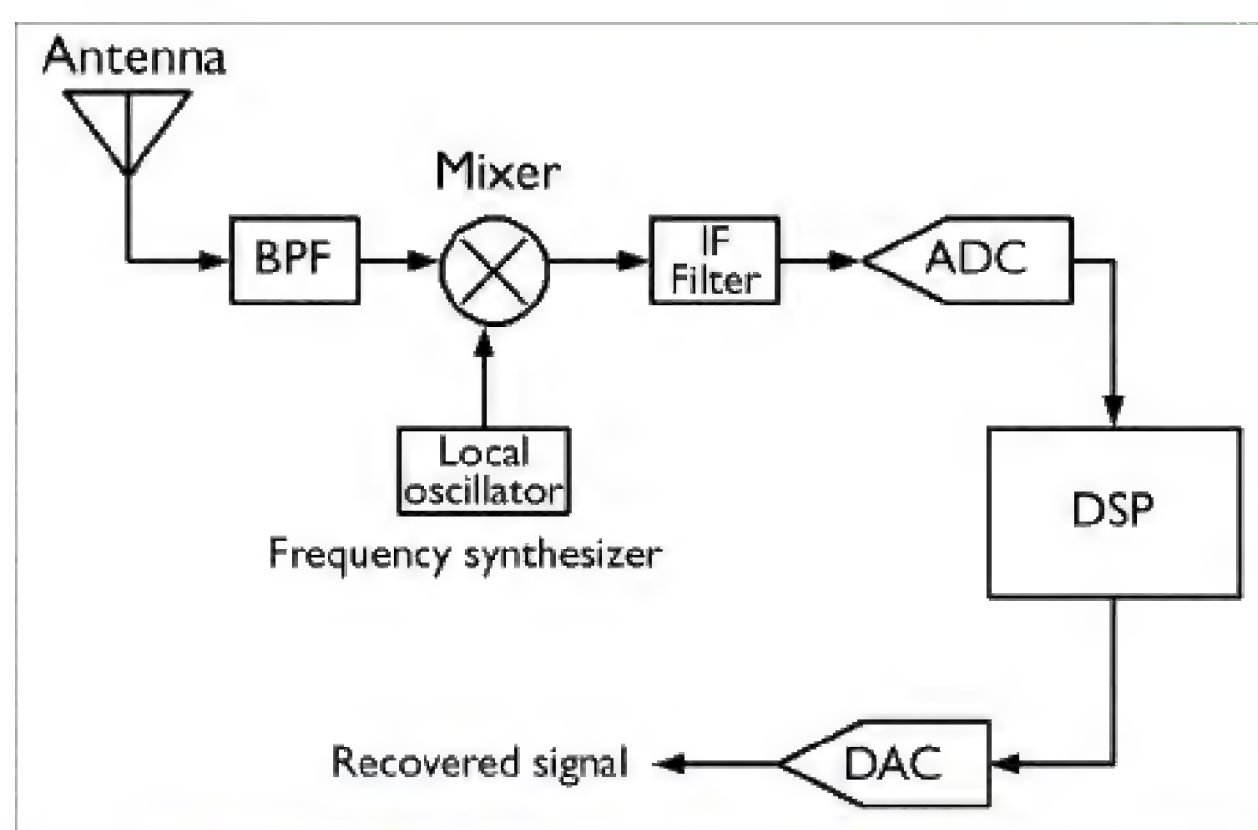 Antenna
Mixer
BPF
IF
Filter
ADC
Local
oscillator
Frequency synthesizer
DSP
Recovered signal
DAC